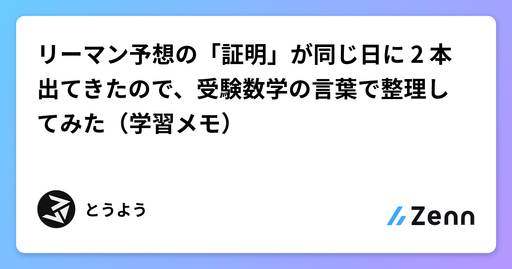 リーマン予想の「証明」が同じ日に 2 本
出てきたので、受験数学の言葉で整理し
てみた（学習メモ）
とうよう
Zenn